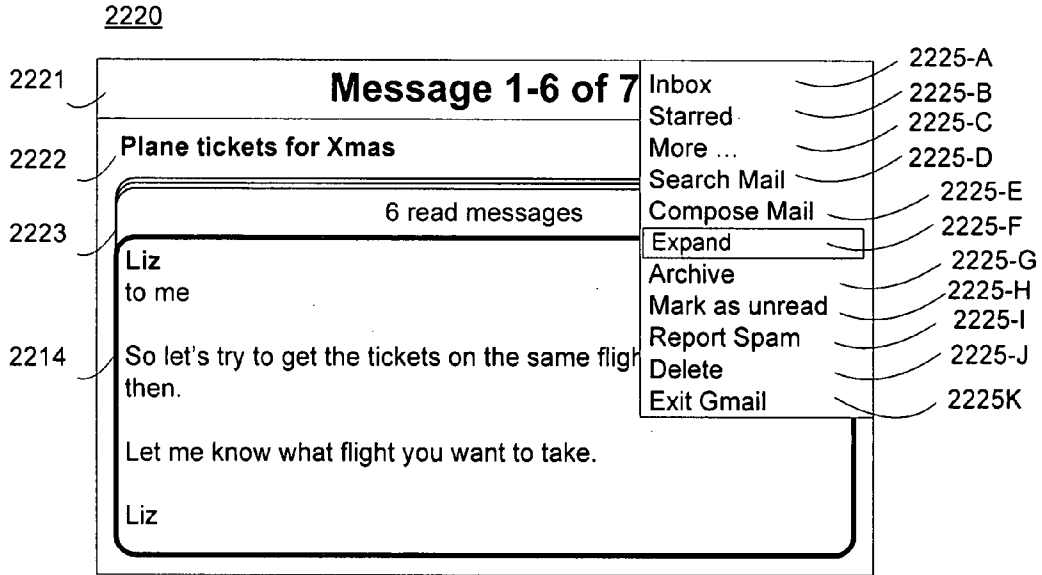 2220
2221
Message 1-6 of 7
2222
Plane tickets for Xmas
2223
6 read messages
2214
Liz
to me
So let's try to get the tickets on the same fligh
then.
Let me know what flight you want to take.
Liz
Inbox
Starred
More ...
Search Mail
Compose Mail
Expand
Archive
Mark as unread
Report Spam
Delete
Exit Gmail
2225-A
2225-B
2225-C
2225-D
2225-E
2225-F
2225-G
2225-H
2225-I
2225-J
2225K